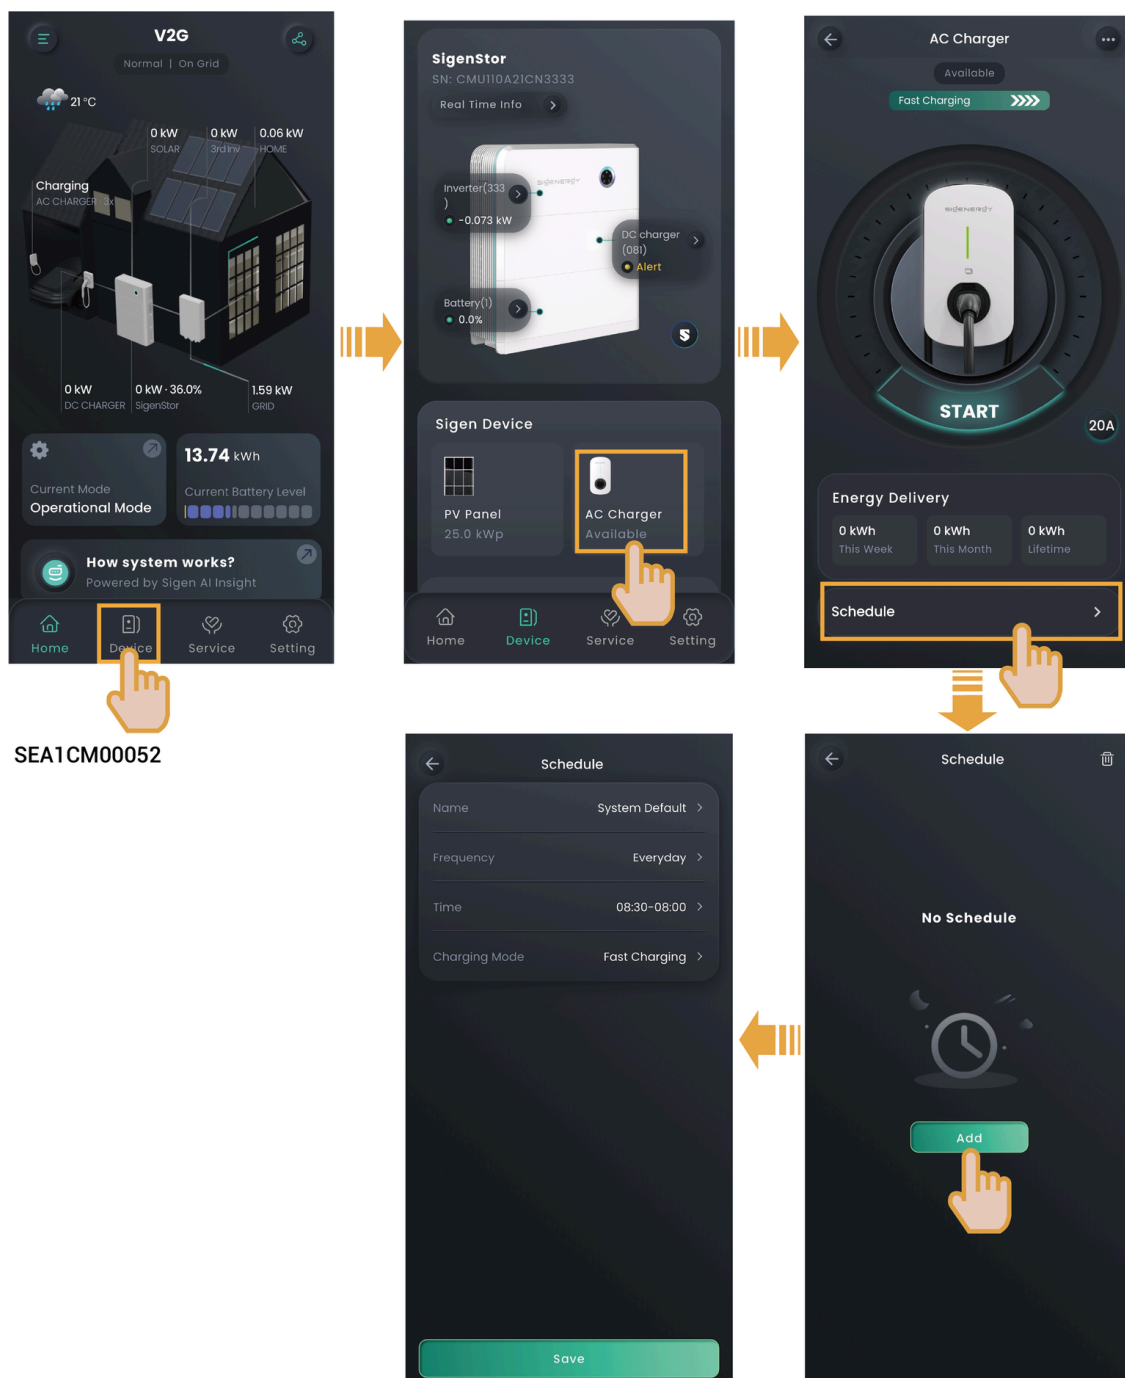 V2G
Normal | On Grid
21 °C
0 kW
SOLAR
0 kW
3rd Inv
0.06 kW
HOME
Charging
AC CHARGER · 3x
0 kW
DC CHARGER
0 kW · 36.0%
SigenStor
1.59 kW
GRID
Current Mode
Operational Mode
13.74 kWh
Current Battery Level
How system works?
Powered by Sigen AI Insight
Home
Device
Service
Setting
SEA1CM00052
SigenStor
SN: CMU110A21CN3333
Real Time Info
SIGENERGY
Inverter(333
)
-0.073 kW
DC charger
(081)
Alert
Battery(1)
0.0%
Sigen Device
PV Panel
25.0 kWp
AC Charger
Available
Home
Device
Service
Setting
AC Charger
Available
Fast Charging
SIGENERGY
START
20A
Energy Delivery
0 kWh
This Week
0 kWh
This Month
0 kWh
Lifetime
Schedule
Schedule
No Schedule
Add
Schedule
Name
System Default
Frequency
Everyday
Time
08:30-08:00
Charging Mode
Fast Charging
Save